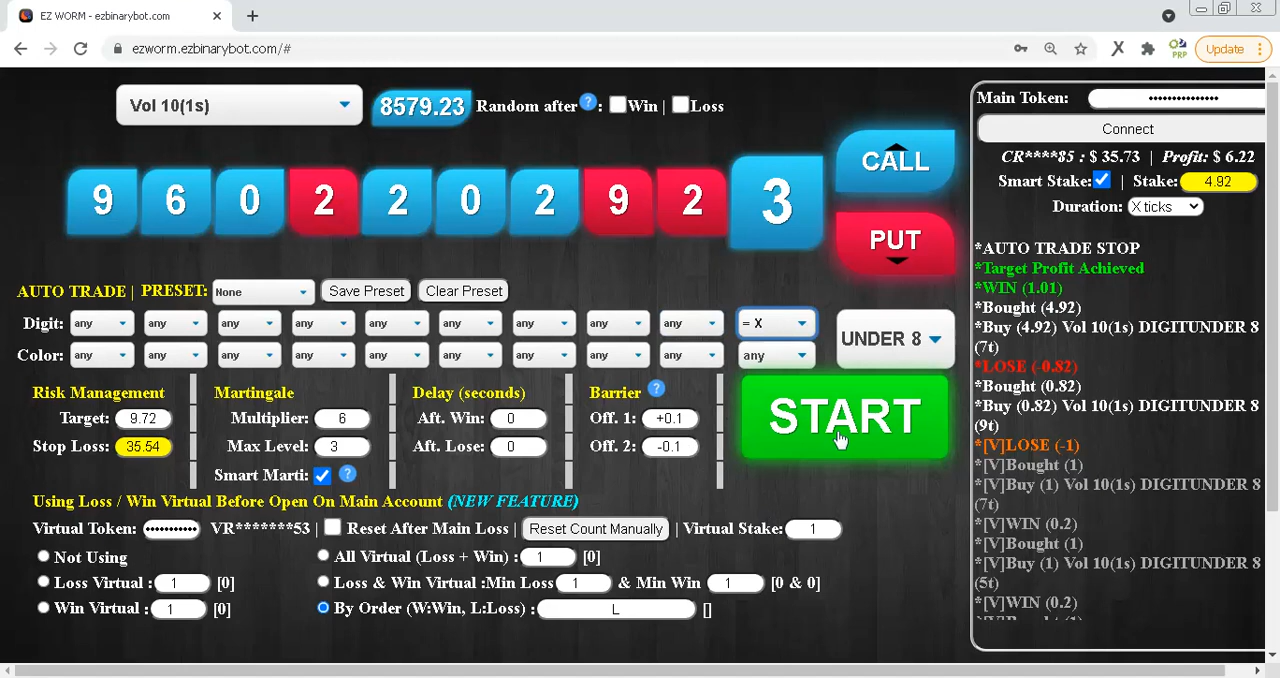 EZ WORM - ezbinarybot.com
ezworm.ezbinarybot.com/#
X
PRP
Update
Vol 10(1s)
8579.23
Random after ? : Win | Loss
CALL
PUT
9 6 0 2 2 0 2 9 2 3
AUTO TRADE | PRESET: None Save Preset Clear Preset
Digit: any any any any any any any any any = X
Color: any any any any any any any any any any
UNDER 8
Risk Management
Target: 9.72
Stop Loss: 35.54
Martingale
Multiplier: 6
Max Level: 3
Smart Marti: ?
Delay (seconds)
Aft. Win: 0
Aft. Lose: 0
Barrier ?
Off. 1: +0.1
Off. 2: -0.1
START
Using Loss / Win Virtual Before Open On Main Account (NEW FEATURE)
Virtual Token: ••••••••••• VR*******53 | Reset After Main Loss | Reset Count Manually | Virtual Stake: 1
Not Using
All Virtual (Loss + Win) : 1 [0]
Loss Virtual : 1 [0]
Loss & Win Virtual :Min Loss 1 & Min Win 1 [0 & 0]
Win Virtual : 1 [0]
By Order (W:Win, L:Loss) : L []
Main Token: •••••••••••••••
Connect
CR****85 : $ 35.73 | Profit: $ 6.22
Smart Stake: | Stake: 4.92
Duration: X ticks
*AUTO TRADE STOP
*Target Profit Achieved
*WIN (1.01)
*Bought (4.92)
*Buy (4.92) Vol 10(1s) DIGITUNDER 8
(7t)
*LOSE (-0.82)
*Bought (0.82)
*Buy (0.82) Vol 10(1s) DIGITUNDER 8
(9t)
*[V]LOSE (-1)
*[V]Bought (1)
*[V]Buy (1) Vol 10(1s) DIGITUNDER 8
(7t)
*[V]WIN (0.2)
*[V]Bought (1)
*[V]Buy (1) Vol 10(1s) DIGITUNDER 8
(5t)
*[V]WIN (0.2)
*[V]Bought (1)